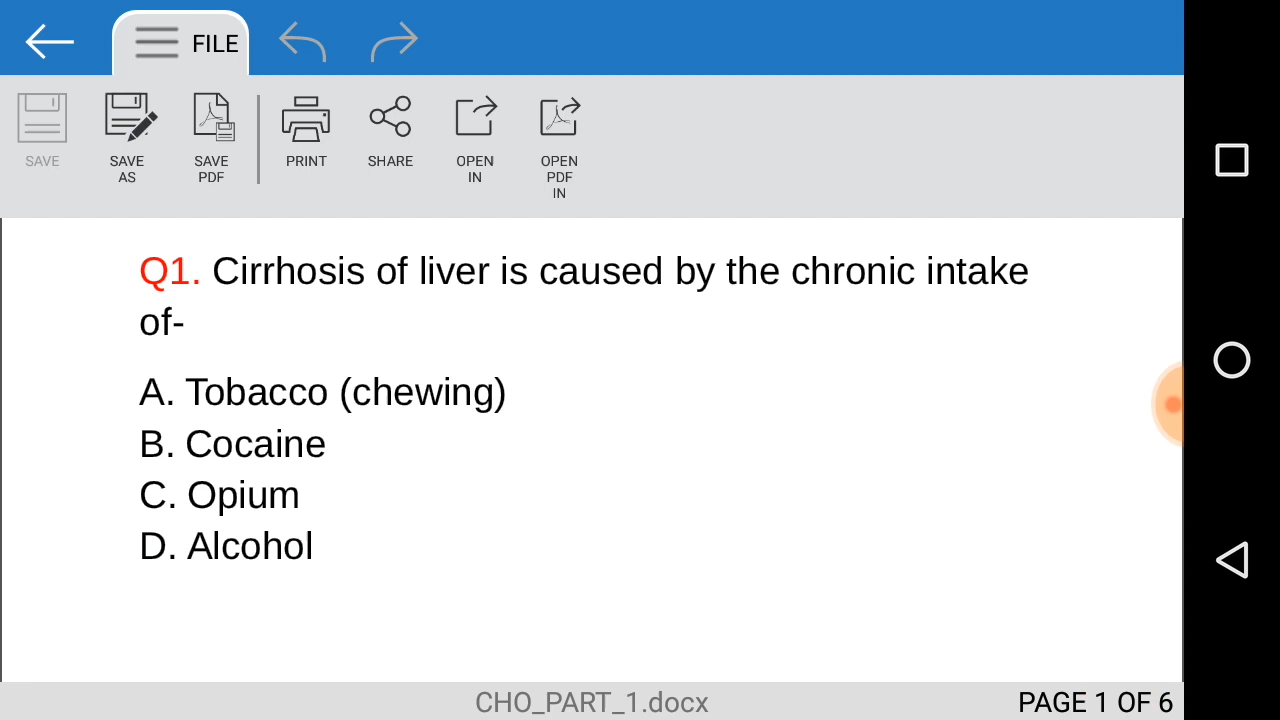 FILE
SAVE
SAVE
AS
SAVE
PDF
PRINT
SHARE
OPEN
IN
OPEN
PDF
IN
Q1. Cirrhosis of liver is caused by the chronic intake
of-
A. Tobacco (chewing)
B. Cocaine
C. Opium
D. Alcohol
CHO_PART_1.docx
PAGE 1 OF 6